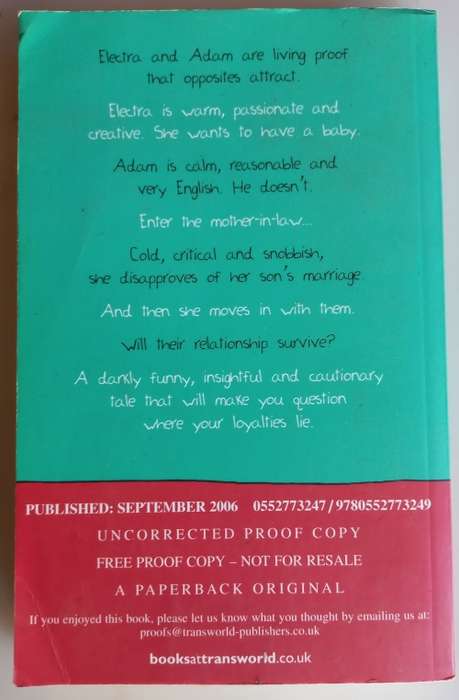 Electra and Adam are living proof
that opposites attract.
Electra is warm, passionate and
creative. She wants to have a baby.
Adam is calm, reasonable and
very English. He doesn't.
Enter the mother-in-law...
Cold, critical and snobbish,
she disapproves of her son's marriage.
And then she moves in with them.
Will their relationship survive?
A darkly funny, insightful and cautionary
tale that will make you question
where your loyalties lie.
PUBLISHED: SEPTEMBER 2006 0552773247 / 9780552773249
UNCORRECTED PROOF COPY
FREE PROOF COPY – NOT FOR RESALE
A PAPERBACK ORIGINAL
If you enjoyed this book, please let us know what you thought by emailing us at:
proofs@transworld-publishers.co.uk
booksattransworld.co.uk